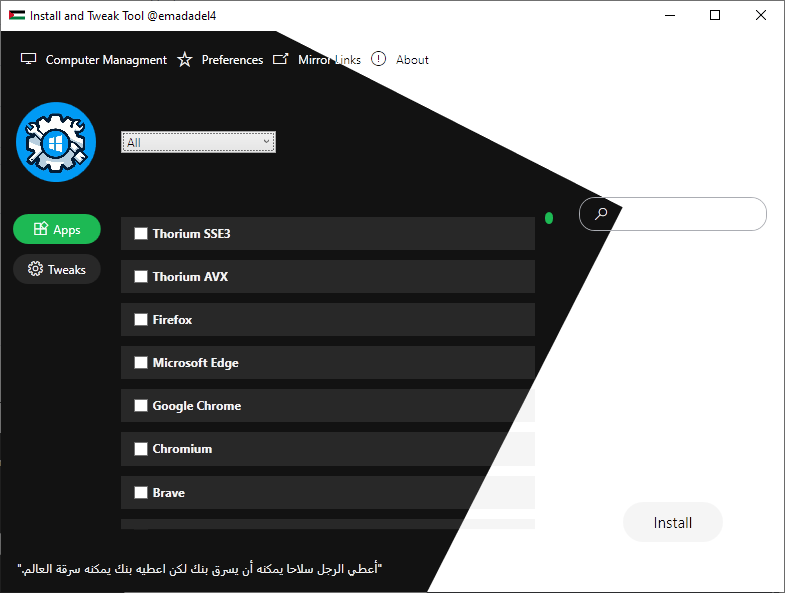 Install and Tweak Tool @emadadel4
Computer Managment Preferences Mirror Links About
All
Apps
Tweaks
Thorium SSE3
Thorium AVX
Firefox
Microsoft Edge
Google Chrome
Chromium
Brave
Install
"أعطي الرجل سلاحا يمكنه أن يسرق بنك لكن اعطيه بنك يمكنه سرقة العالم."